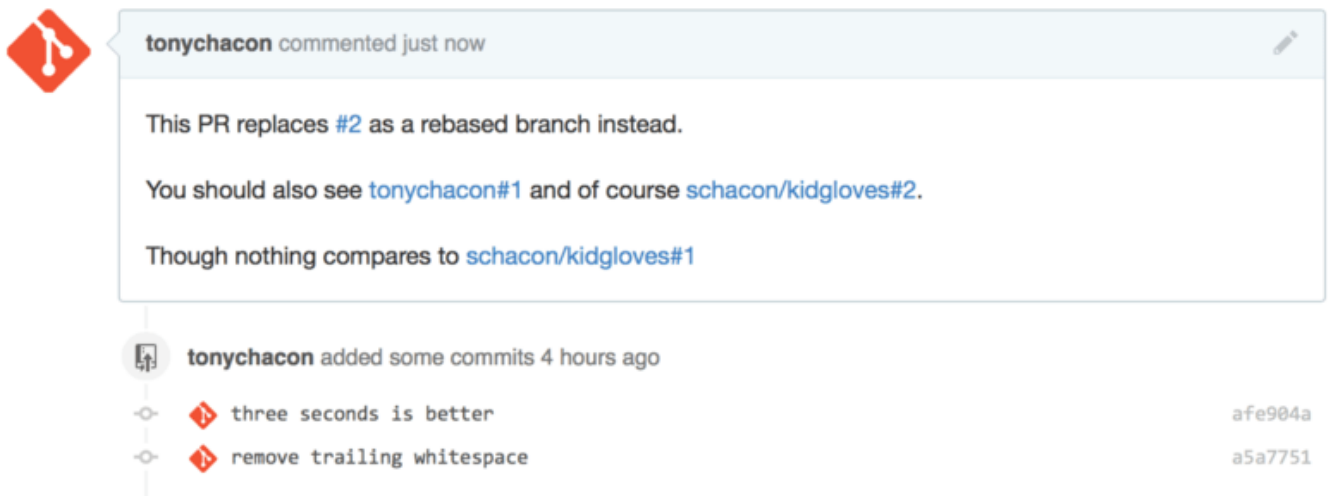 tonychacon commented just now
This PR replaces #2 as a rebased branch instead.
You should also see tonychacon#1 and of course schacon/kidgloves#2.
Though nothing compares to schacon/kidgloves#1
tonychacon added some commits 4 hours ago
three seconds is better afe904a
remove trailing whitespace a5a7751